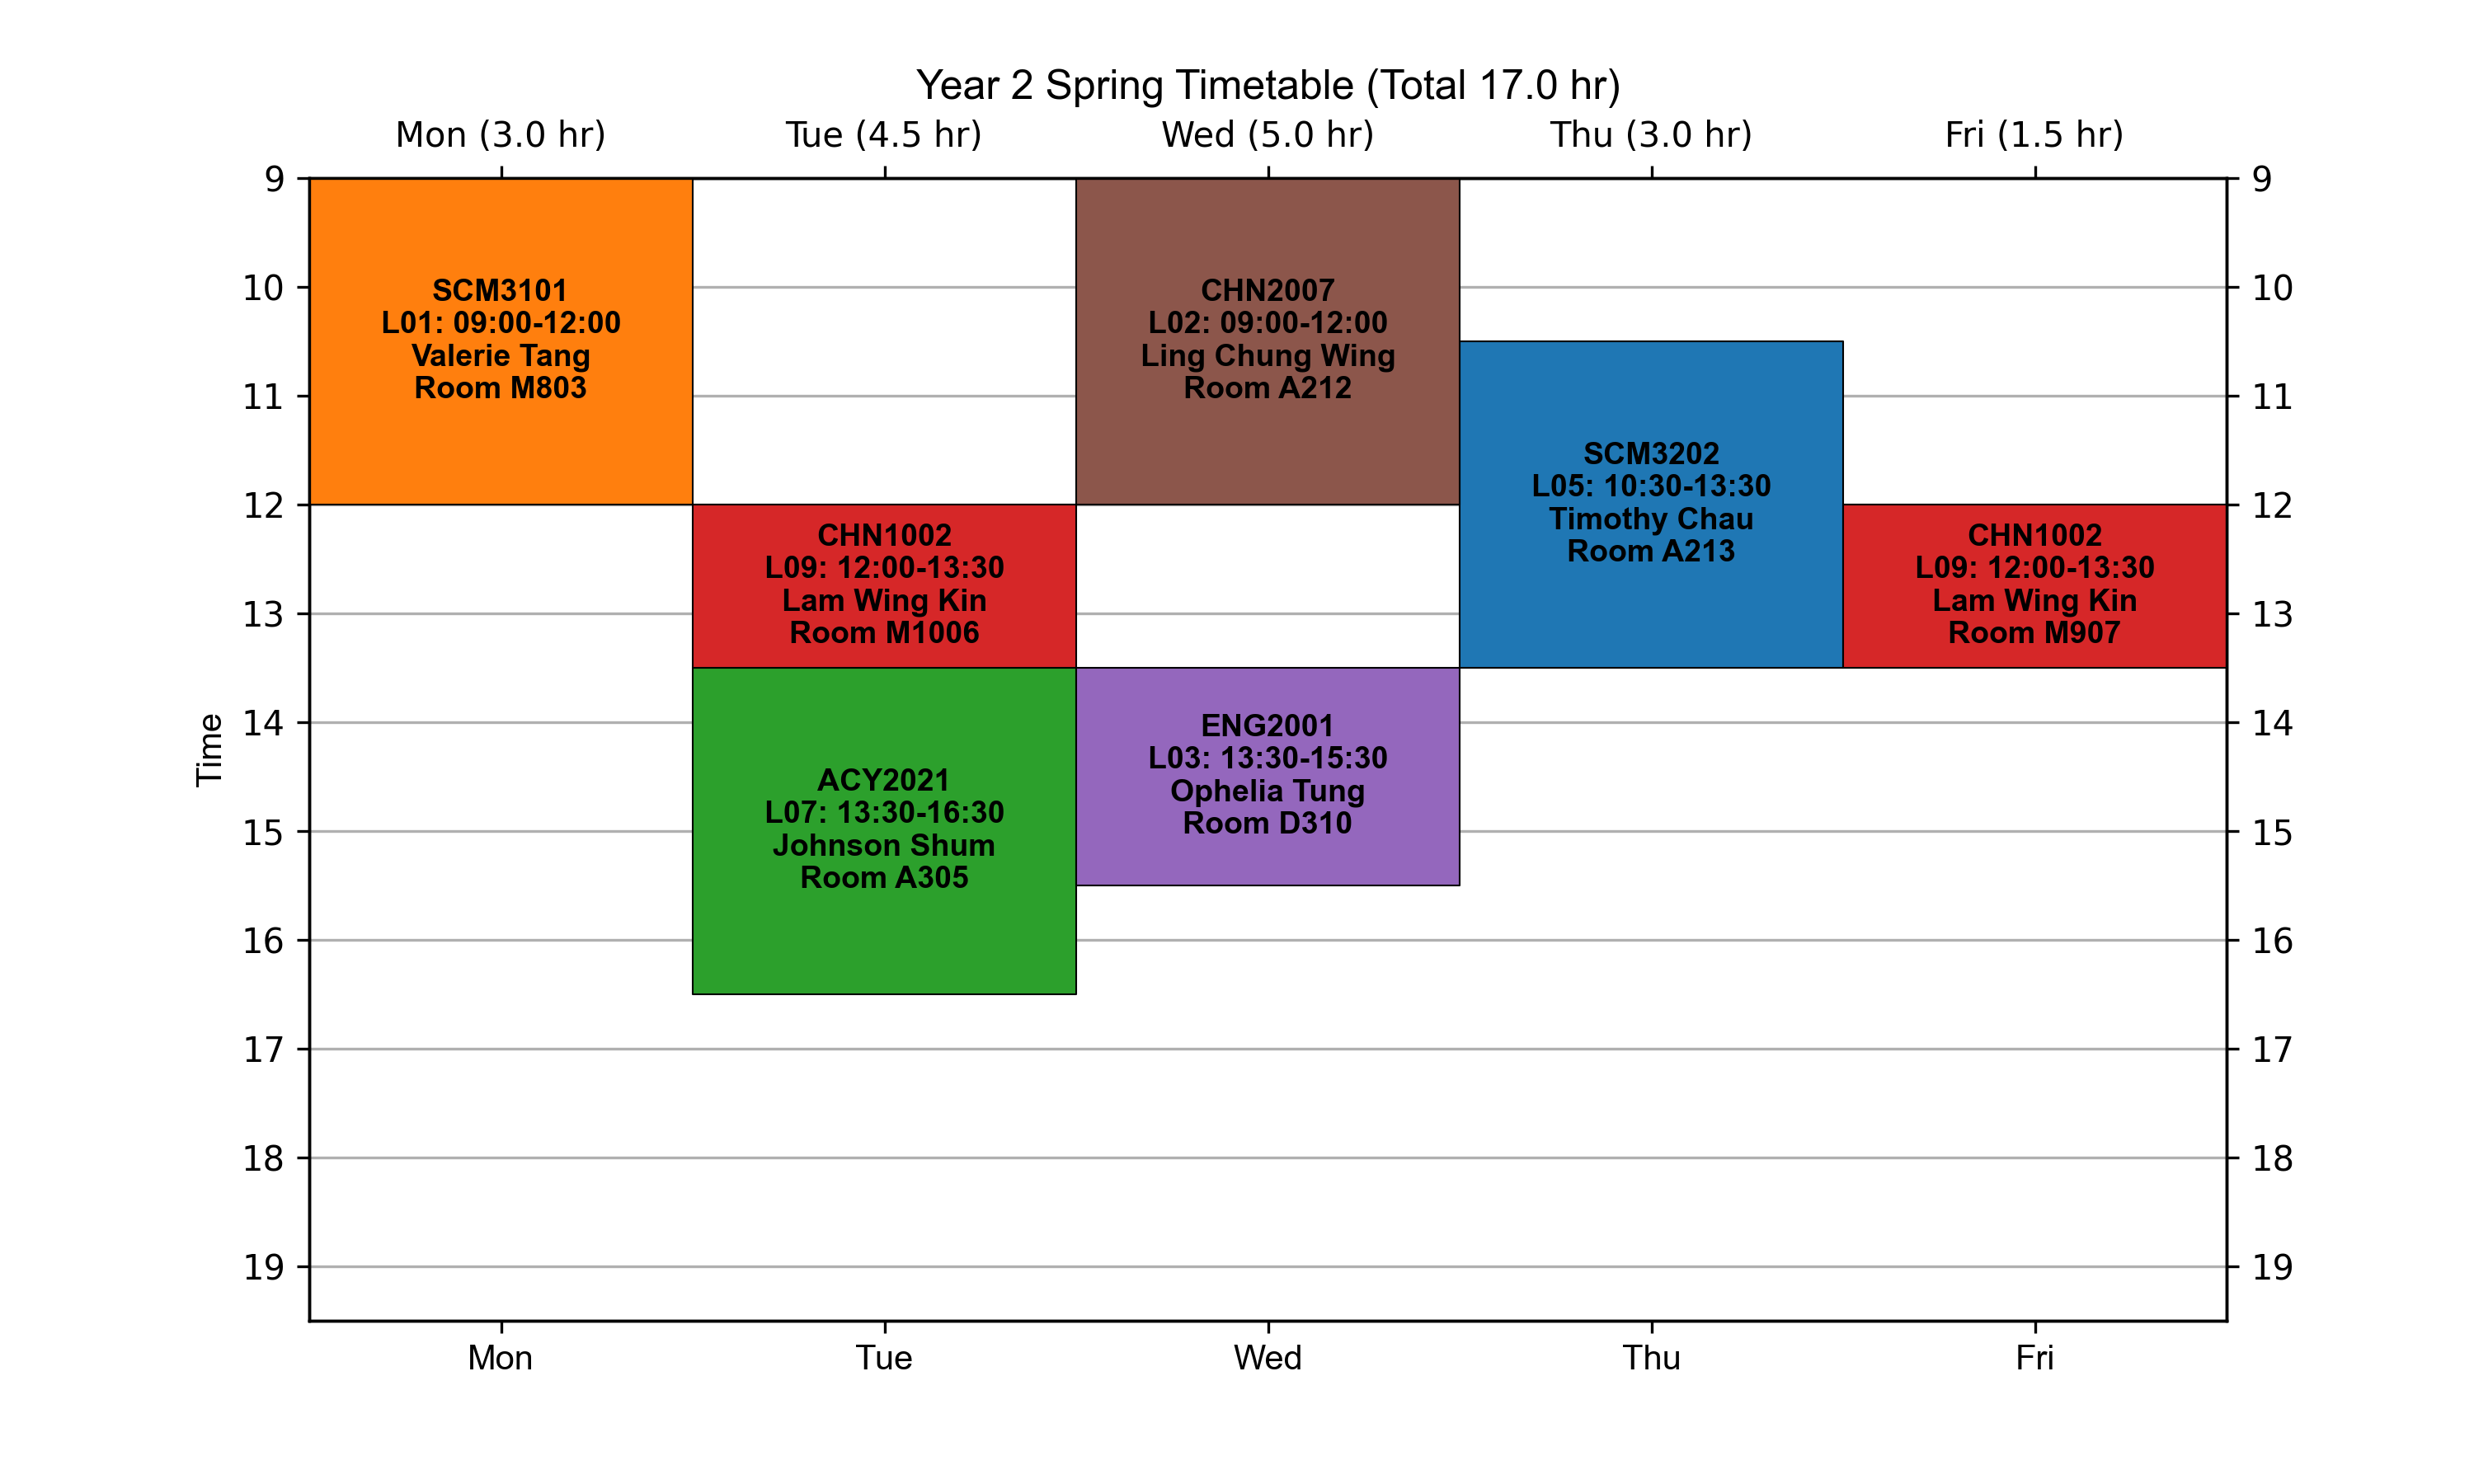 Year 2 Spring Timetable (Total 17.0 hr)
Mon (3.0 hr)
Tue (4.5 hr)
Wed (5.0 hr)
Thu (3.0 hr)
Fri (1.5 hr)
Time
9
10
11
12
13
14
15
16
17
18
19
SCM3101
L01: 09:00-12:00
Valerie Tang
Room M803
CHN1002
L09: 12:00-13:30
Lam Wing Kin
Room M1006
ACY2021
L07: 13:30-16:30
Johnson Shum
Room A305
CHN2007
L02: 09:00-12:00
Ling Chung Wing
Room A212
ENG2001
L03: 13:30-15:30
Ophelia Tung
Room D310
SCM3202
L05: 10:30-13:30
Timothy Chau
Room A213
CHN1002
L09: 12:00-13:30
Lam Wing Kin
Room M907
9
10
11
12
13
14
15
16
17
18
19
Mon
Tue
Wed
Thu
Fri